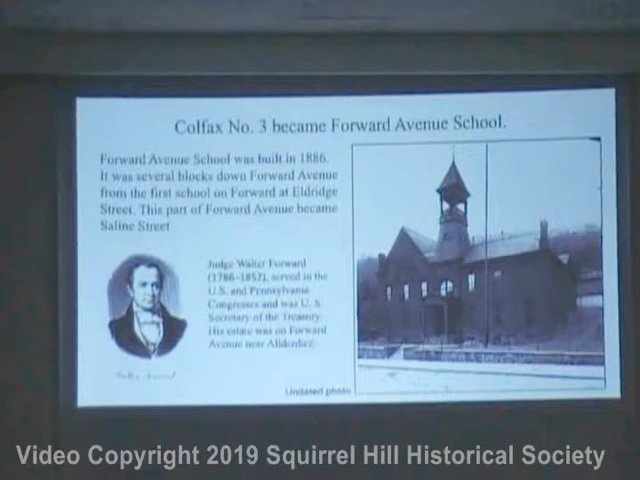 Colfax No. 3 became Forward Avenue School.
Forward Avenue School was built in 1886.
It was several blocks down Forward Avenue
from the first school on Forward at Eldridge
Street. This part of Forward Avenue became
Saline Street
Judge Walter Forward
(1786–1852), served in the
U.S. and Pennsylvania
Congresses and was U. S.
Secretary of the Treasury.
His estate was on Forward
Avenue near Allderdice.
Undated photo
Video Copyright 2019 Squirrel Hill Historical Society